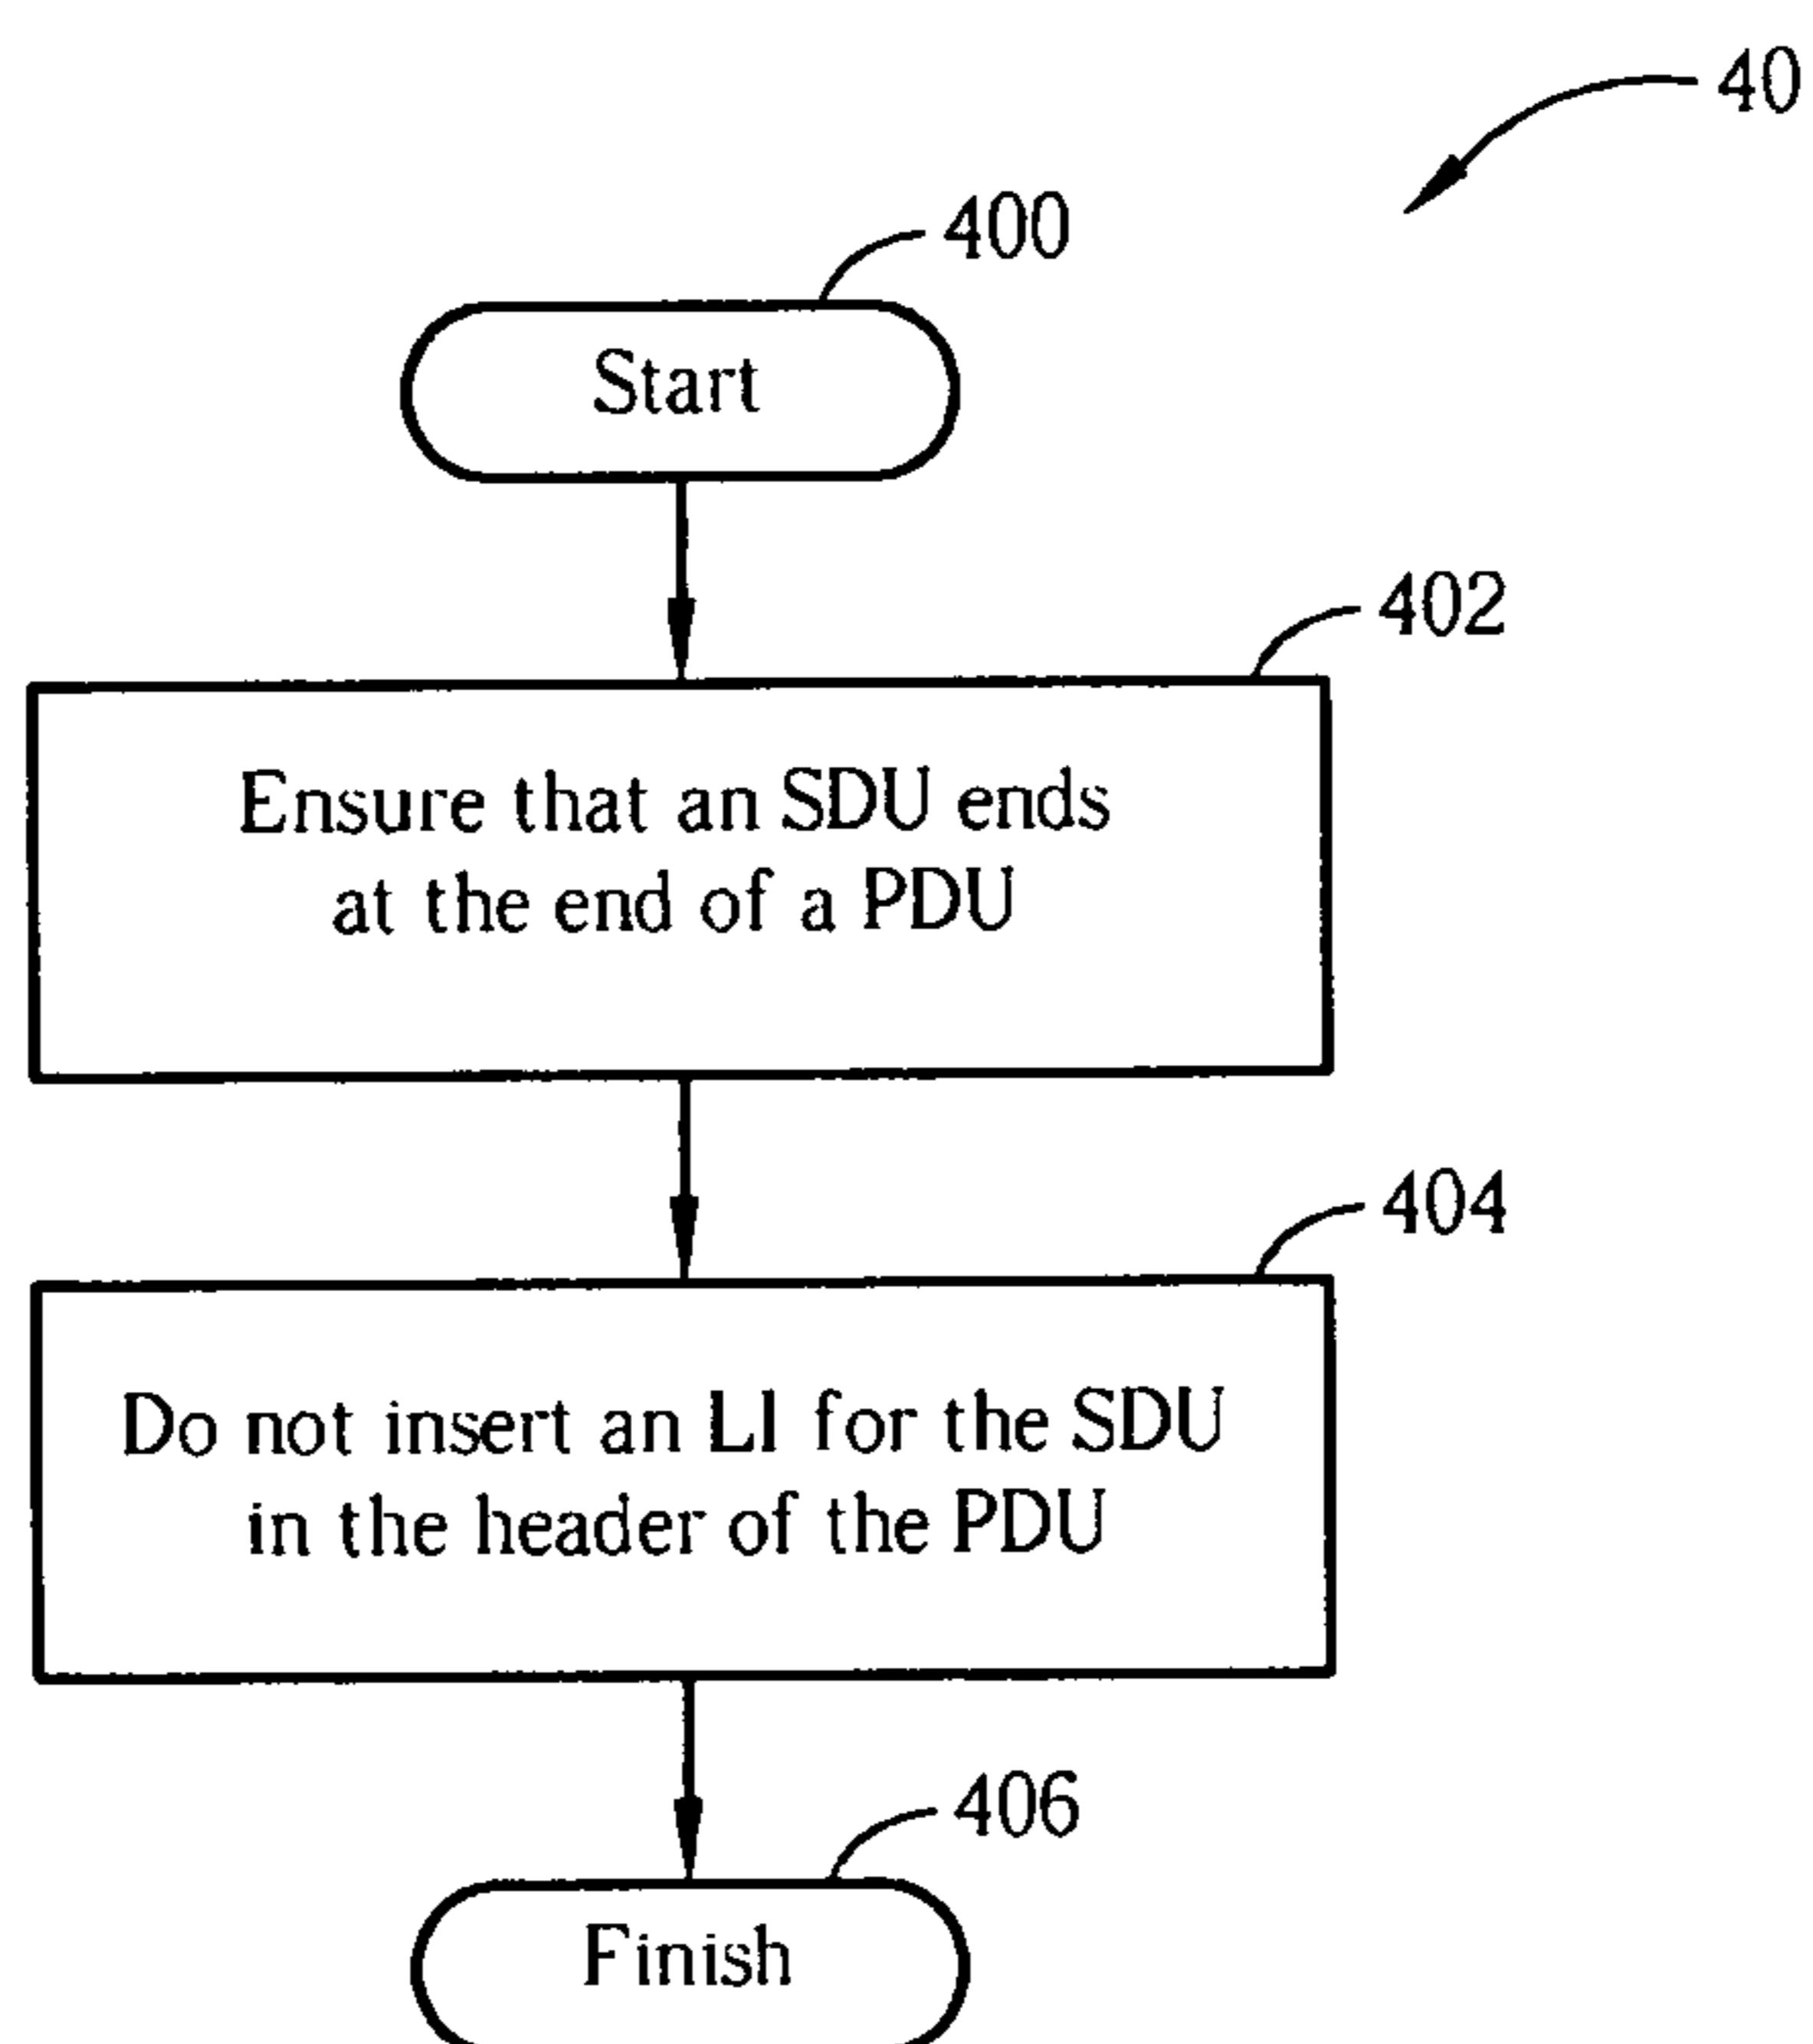 40
400
Start
402
Ensure that an SDU ends
at the end of a PDU
404
Do not insert an LI for the SDU
in the header of the PDU
406
Finish